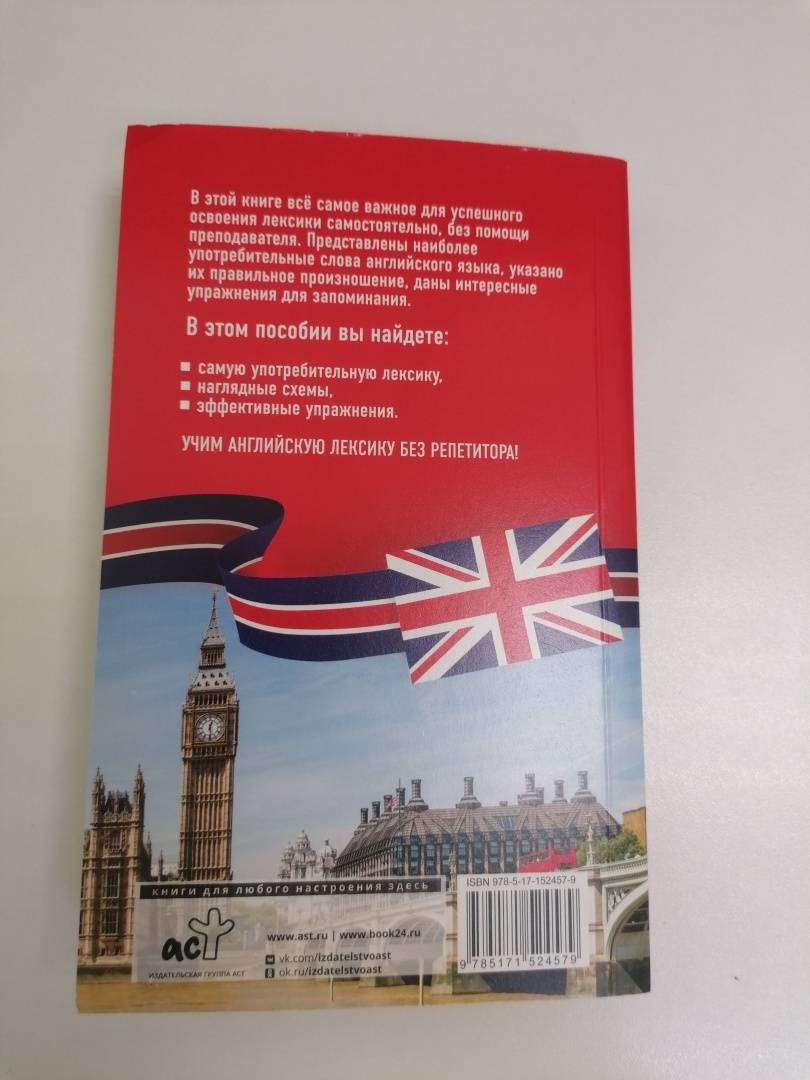 В этой книге всё самое важное для успешного
освоения лексики самостоятельно, без помощи
преподавателя. Представлены наиболее
употребительные слова английского языка, указано
их правильное произношение, даны интересные
упражнения для запоминания.
В этом пособии вы найдете:
самую употребительную лексику,
наглядные схемы,
эффективные упражнения.
УЧИМ АНГЛИЙСКУЮ ЛЕКСИКУ БЕЗ РЕПЕТИТОРА!
книги для любого настроения здесь
аст
ИЗДАТЕЛЬСКАЯ ГРУППА АСТ
www.ast.ru | www.book24.ru
vk.com/izdatelstvoast
ok.ru/izdatelstvoast
ISBN 978-5-17-152457-9
9 785171 524579